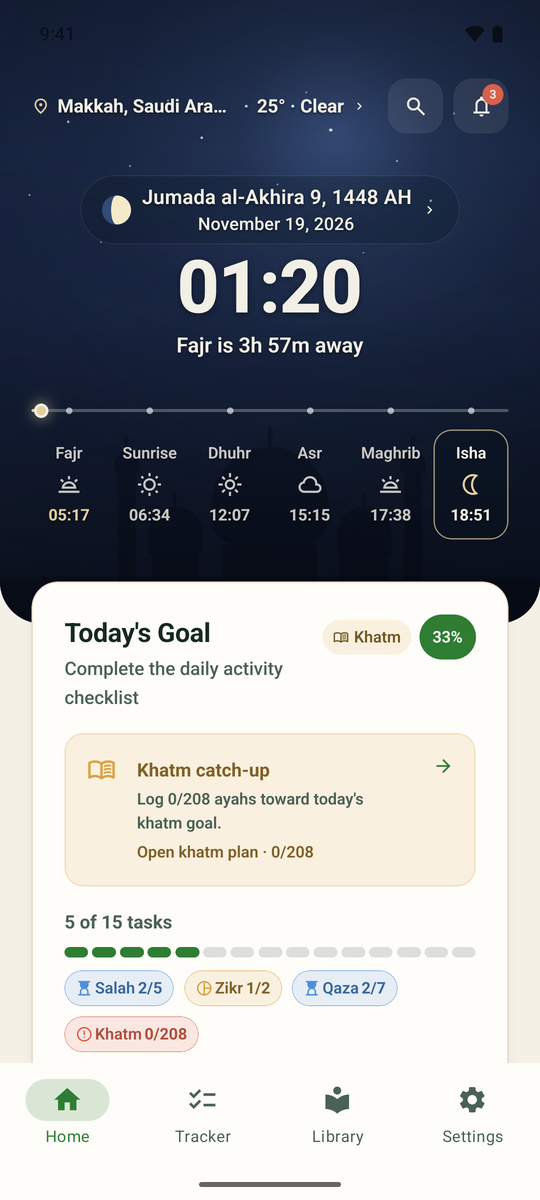 9:41
Makkah, Saudi Ara... · 25° · Clear
3
Jumada al-Akhira 9, 1448 AH
November 19, 2026
01:20
Fajr is 3h 57m away
Fajr Sunrise Dhuhr Asr Maghrib Isha
05:17 06:34 12:07 15:15 17:38 18:51
Today's Goal
Khatm
33%
Complete the daily activity
checklist
Khatm catch-up
Log 0/208 ayahs toward today's
khatm goal.
Open khatm plan · 0/208
5 of 15 tasks
Salah 2/5 Zikr 1/2 Qaza 2/7
Khatm 0/208
Home Tracker Library Settings